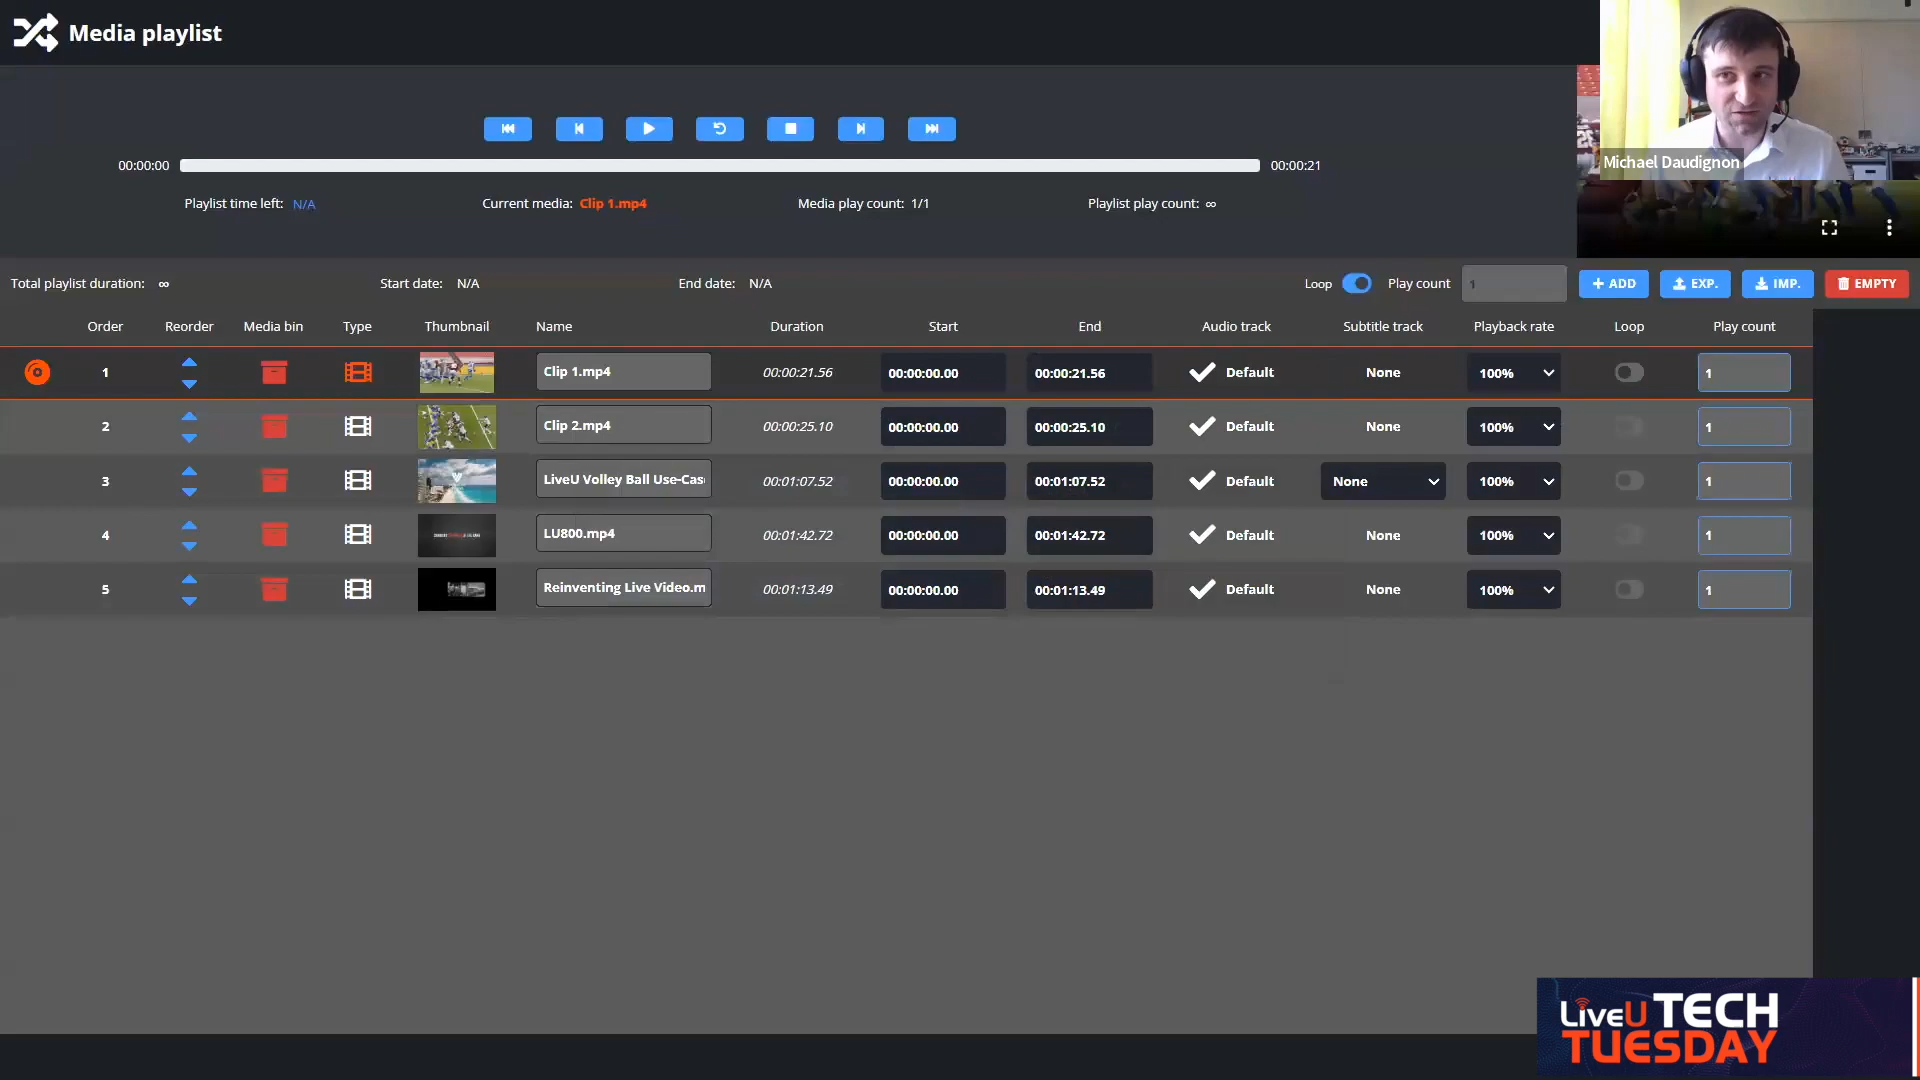 Media playlist
Michael Daudignon
00:00:00
00:00:21
Playlist time left: N/A
Current media: Clip 1.mp4
Media play count: 1/1
Playlist play count: ∞
Total playlist duration: ∞
Start date: N/A
End date: N/A
Loop
Play count
1
ADD
EXP.
IMP.
EMPTY
Order Reorder Media bin Type Thumbnail Name Duration Start End Audio track Subtitle track Playback rate Loop Play count
1 Clip 1.mp4 00:00:21.56 00:00:00.00 00:00:21.56 Default None 100% 1
2 Clip 2.mp4 00:00:25.10 00:00:00.00 00:00:25.10 Default None 100% 1
3 LiveU Volley Ball Use-Cas 00:01:07.52 00:00:00.00 00:01:07.52 Default None 100% 1
4 LU800.mp4 00:01:42.72 00:00:00.00 00:01:42.72 Default None 100% 1
5 Reinventing Live Video.m 00:01:13.49 00:00:00.00 00:01:13.49 Default None 100% 1
LiveU TECH
TUESDAY